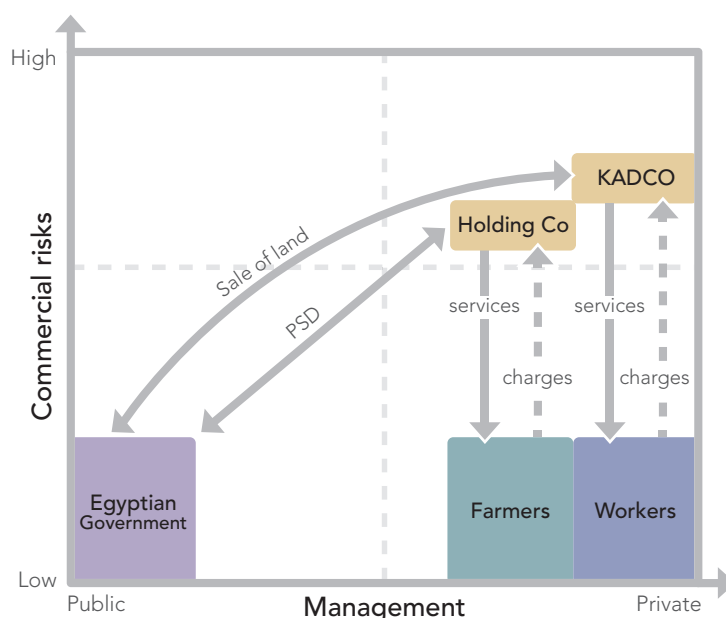 High
KADCO
Holding Co
Sale of land
PSD
services
services
charges
charges
Commercial risks
Egyptian
Government
Farmers
Workers
Low
Public
Management
Private